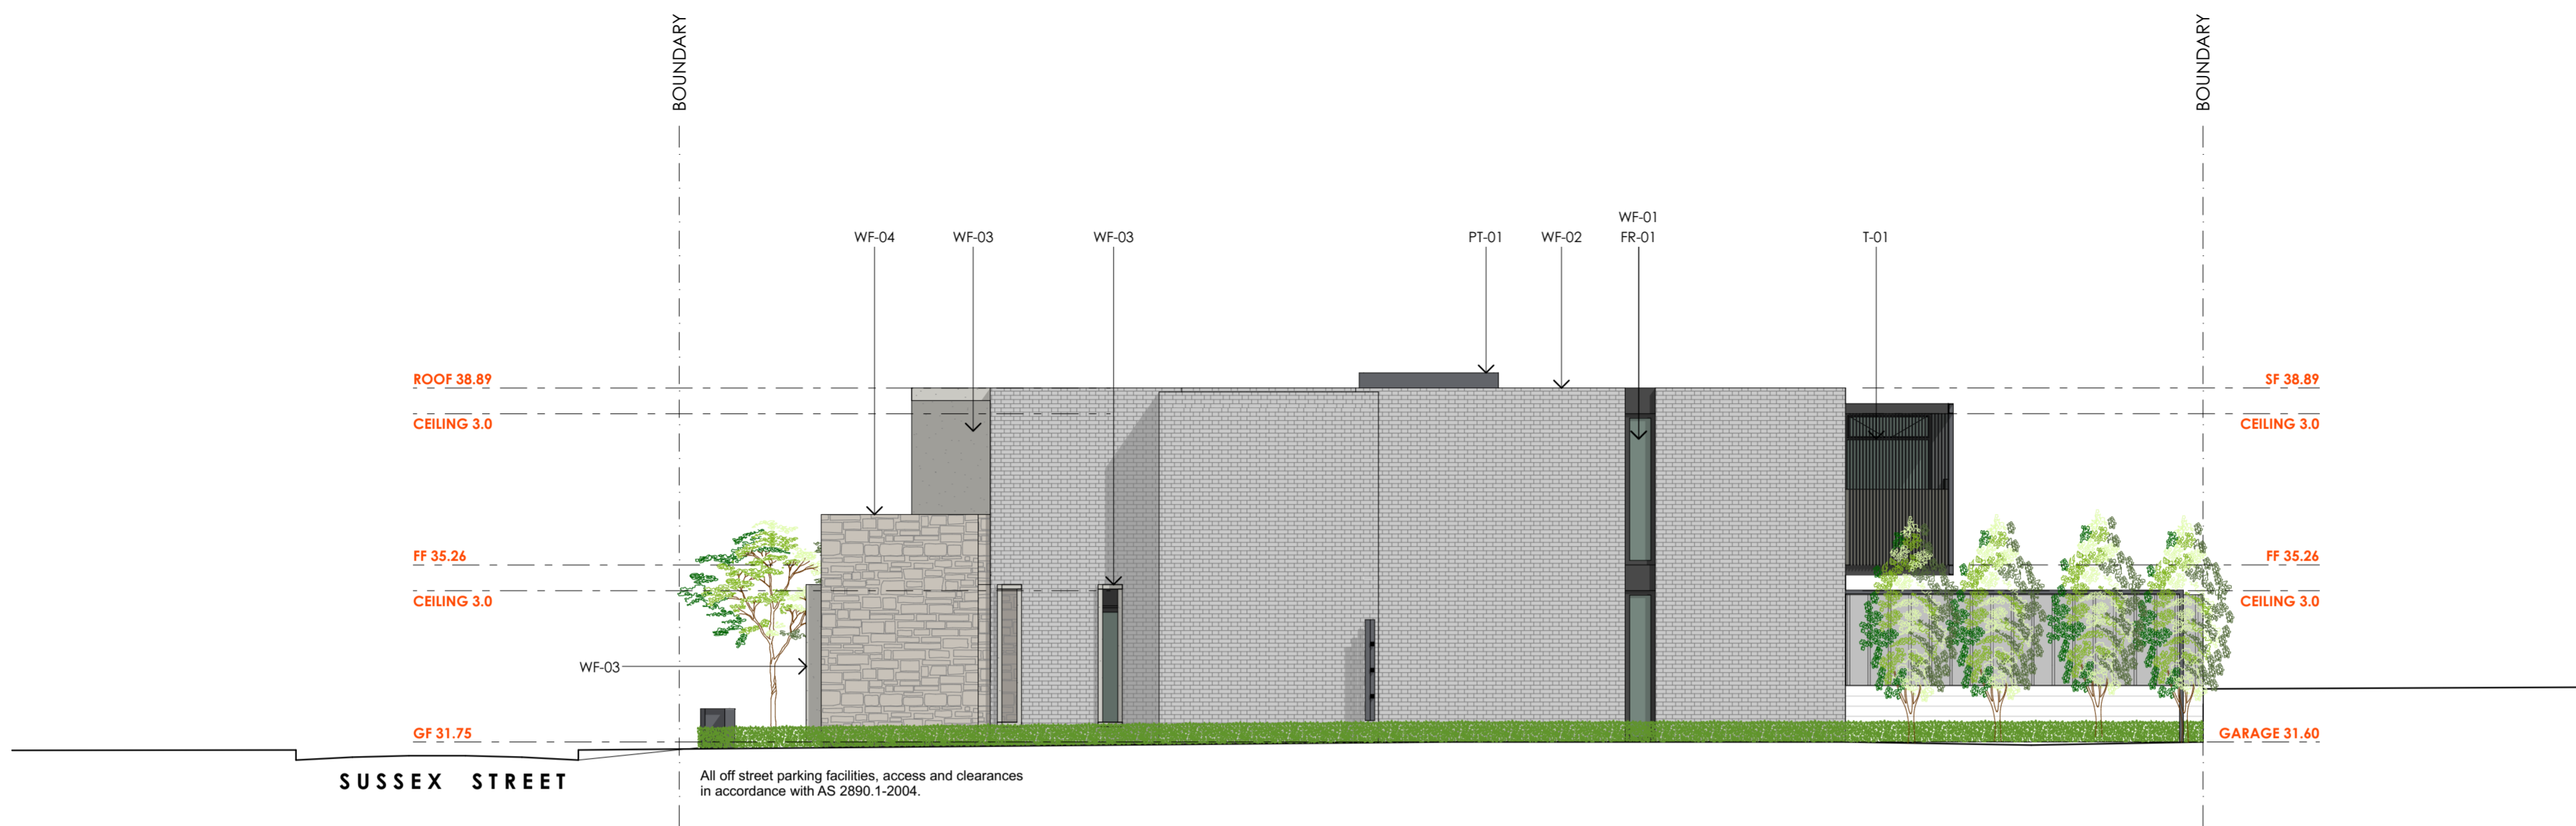 BOUNDARY
BOUNDARY
WF-01
WF-04
WF-03
WF-03
PT-01
WF-02
FR-01
T-01
ROOF 38.89
SF 38.89
CEILING 3.0
CEILING 3.0
FF 35.26
FF 35.26
CEILING 3.0
CEILING 3.0
WF-03
GF 31.75
GARAGE 31.60
SUSSEX STREET
All off street parking facilities, access and clearances
in accordance with AS 2890.1-2004.